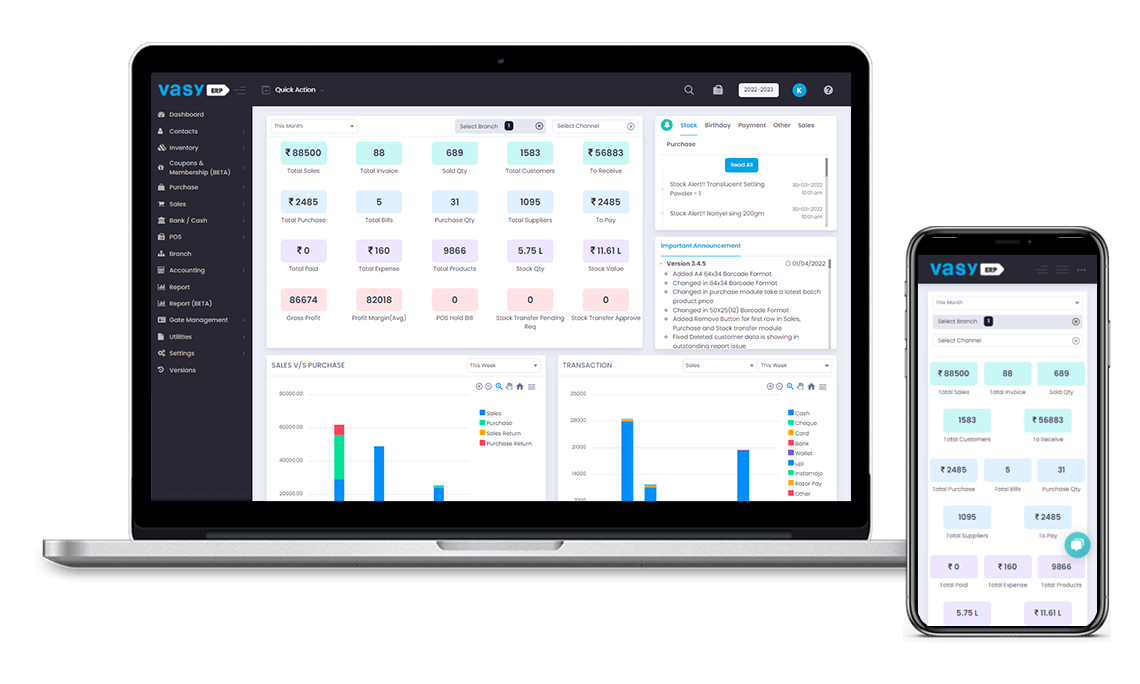 vasy ERP
Quick Action
2022-2023
K
?
Dashboard
Contacts
Inventory
Coupons &
Membership (BETA)
Purchase
Sales
Bank / Cash
POS
Branch
Accounting
Report
Report (BETA)
Gate Management
Utilities
Settings
Versions
This Month
Select Branch 1
Select Channel
₹ 88500 88 689 1583 ₹ 56883
Total Sales Total Invoice Sold Qty Total Customers To Receive
₹ 2485 5 31 1095 ₹ 2485
Total Purchase Total Bills Purchase Qty Total Suppliers To Pay
₹ 0 ₹ 160 9866 5.75 L ₹ 11.61 L
Total Paid Total Expense Total Products Stock Qty Stock Value
86674 82018 0 0 0
Gross Profit Profit Margin(Avg) POS Hold Bill Stock Transfer Pending Stock Transfer Approve
Req
Stock Birthday Payment Other Sales
Purchase
Read All
Stock Alert!! Translucent Setting 30-03-2022
Powder - 1 10:01 am
Stock Alert!! Nariyel sing 200gm 30-03-2022
10:01 am
Important Announcement
Version 3.4.5 01/04/2022
Added A4 64x34 Barcode Format
Changed in 64x34 Barcode Format
Changed in purchase module take a latest batch
product price
Changed in 50X25(12) Barcode Format
Added Remove Button for first row in Sales,
Purchase and Stock transfer module
Fixed Deleted customer data is showing in
outstanding report issue
SALES V/S PURCHASE This Week
80000.00
60000.00
40000.00
20000.00
Sales
Purchase
Sales Return
Purchase Return
TRANSACTION Sales This Week
35000
28000
21000
14000
7000
Cash
Cheque
Card
Bank
Wallet
upi
Instamojo
Razor Pay
Other
vasy ERP
This Month
Select Branch 1
Select Channel
₹ 88500 88 689
Total Sales Total Invoice Sold Qty
1583 ₹ 56883
Total Customers To Receive
₹ 2485 5 31
Total Purchase Total Bills Purchase Qty
1095 ₹ 2485
Total Suppliers To Pay
₹ 0 ₹ 160 9866
Total Paid Total Expense Total Products
5.75 L ₹ 11.61 L